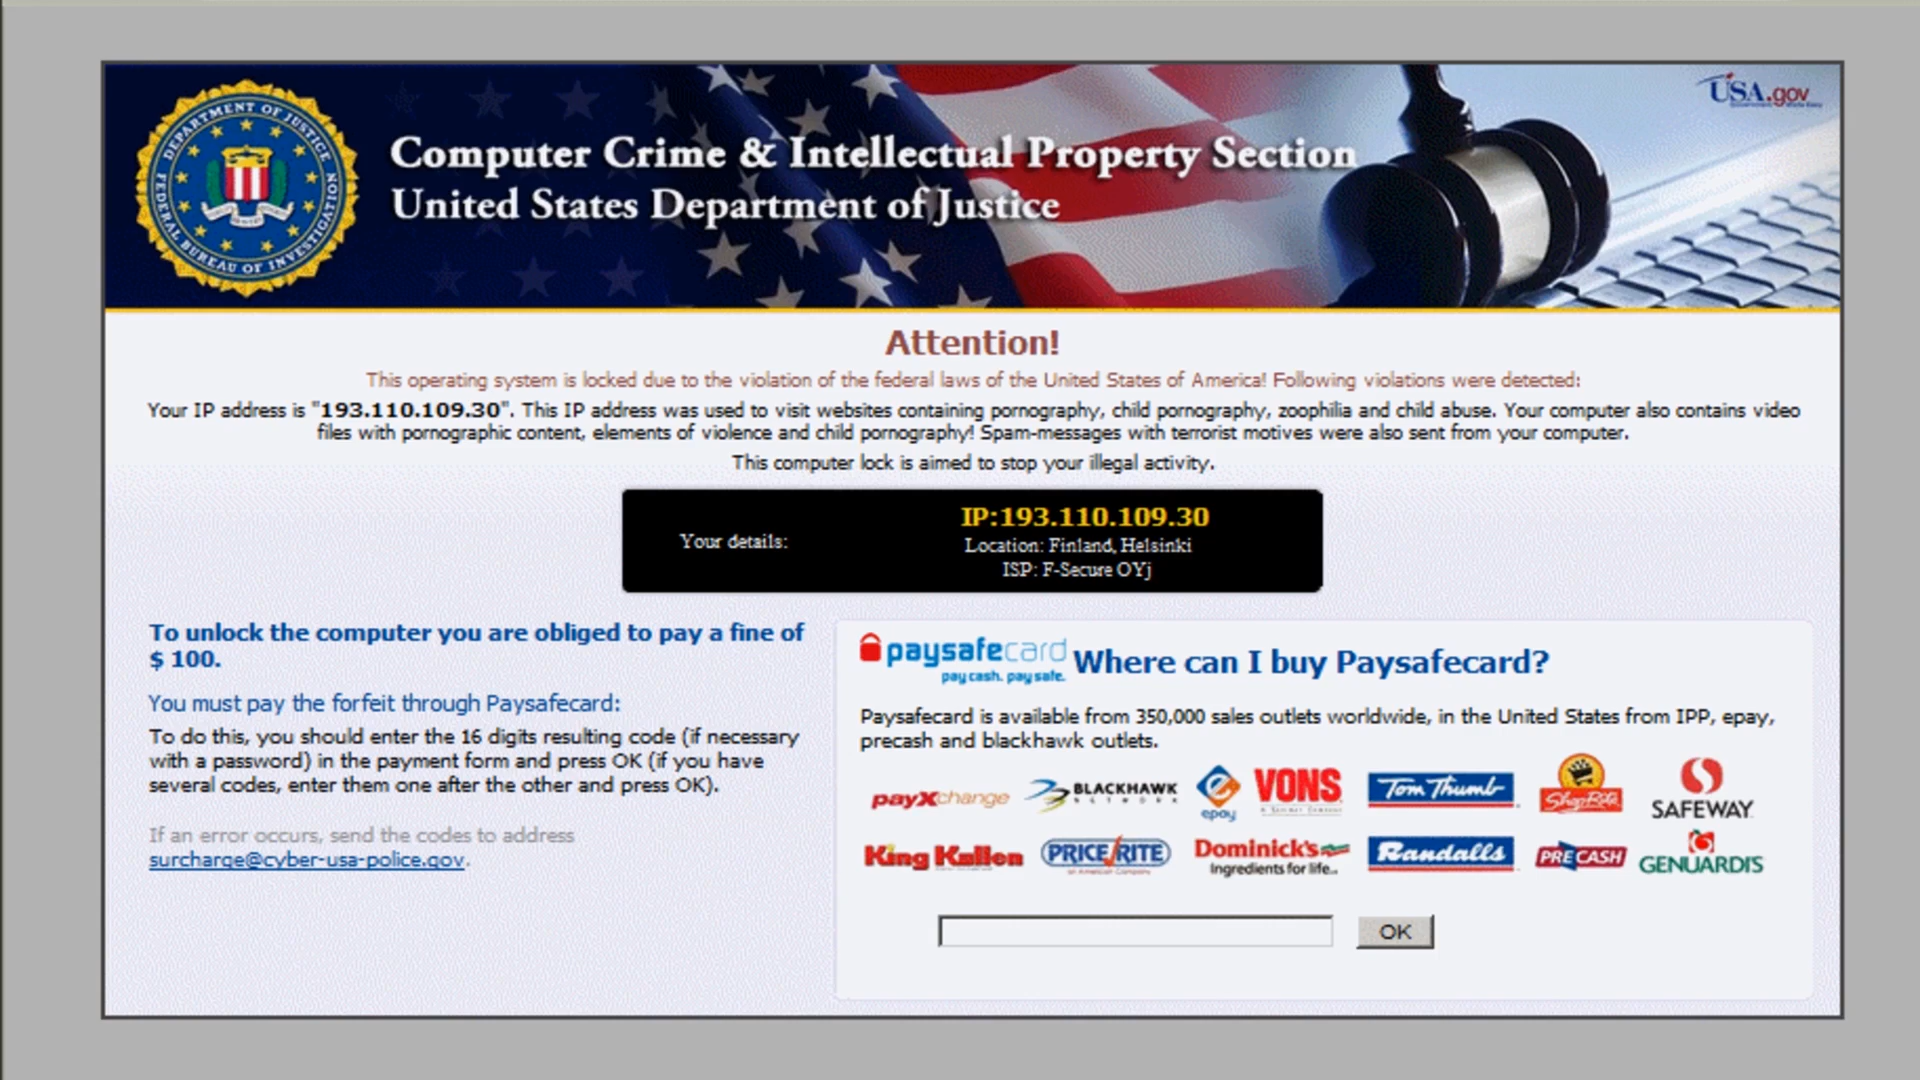 DEPARTMENT OF JUSTICE
FEDERAL BUREAU OF INVESTIGATION
USA.gov
Computer Crime & Intellectual Property Section
United States Department of Justice
Attention!
This operating system is locked due to the violation of the federal laws of the United States of America! Following violations were detected:
Your IP address is "193.110.109.30". This IP address was used to visit websites containing pornography, child pornography, zoophilia and child abuse. Your computer also contains video
files with pornographic content, elements of violence and child pornography! Spam-messages with terrorist motives were also sent from your computer.
This computer lock is aimed to stop your illegal activity.
Your details:
IP:193.110.109.30
Location: Finland, Helsinki
ISP: F-Secure OYj
To unlock the computer you are obliged to pay a fine of
$ 100.
You must pay the forfeit through Paysafecard:
To do this, you should enter the 16 digits resulting code (if necessary
with a password) in the payment form and press OK (if you have
several codes, enter them one after the other and press OK).
If an error occurs, send the codes to address
surcharge@cyber-usa-police.gov.
paysafecard
pay cash. pay safe.
Where can I buy Paysafecard?
Paysafecard is available from 350,000 sales outlets worldwide, in the United States from IPP, epay,
precash and blackhawk outlets.
payXchange
BLACKHAWK
NETWORK
epay
VONS
Tom Thumb
ShopRite
SAFEWAY
King Kullen
PRICE RITE
Dominick's
Ingredients for life..
Randalls
PRECASH
GENUARDI'S
OK